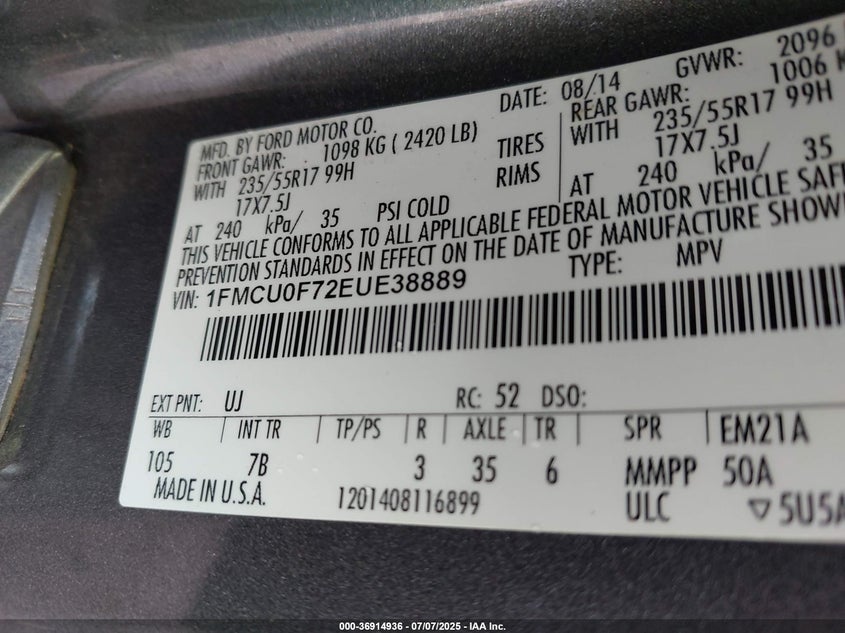 MFD. BY FORD MOTOR CO. DATE: 08/14 GVWR: 2096
FRONT GAWR: 1098 KG ( 2420 LB) REAR GAWR: 1006
WITH 235/55R17 99H TIRES WITH 235/55R17 99H
17X7.5J RIMS 17X7.5J
AT 240 kPa/ 35 PSI COLD AT 240 kPa/ 35
THIS VEHICLE CONFORMS TO ALL APPLICABLE FEDERAL MOTOR VEHICLE
PREVENTION STANDARDS IN EFFECT ON THE DATE OF MANUFACTURE
VIN: 1FMCU0F72EUE38889 TYPE: MPV
EXT PNT: UJ RC: 52 DSO:
WB INT TR TP/PS R AXLE TR SPR EM21A
105 7B 3 35 6 MMPP 50A
MADE IN U.S.A. 1201408116899 ULC ▽ 5U5A
000-36914936 / 07/07/2025 - IAA Inc.